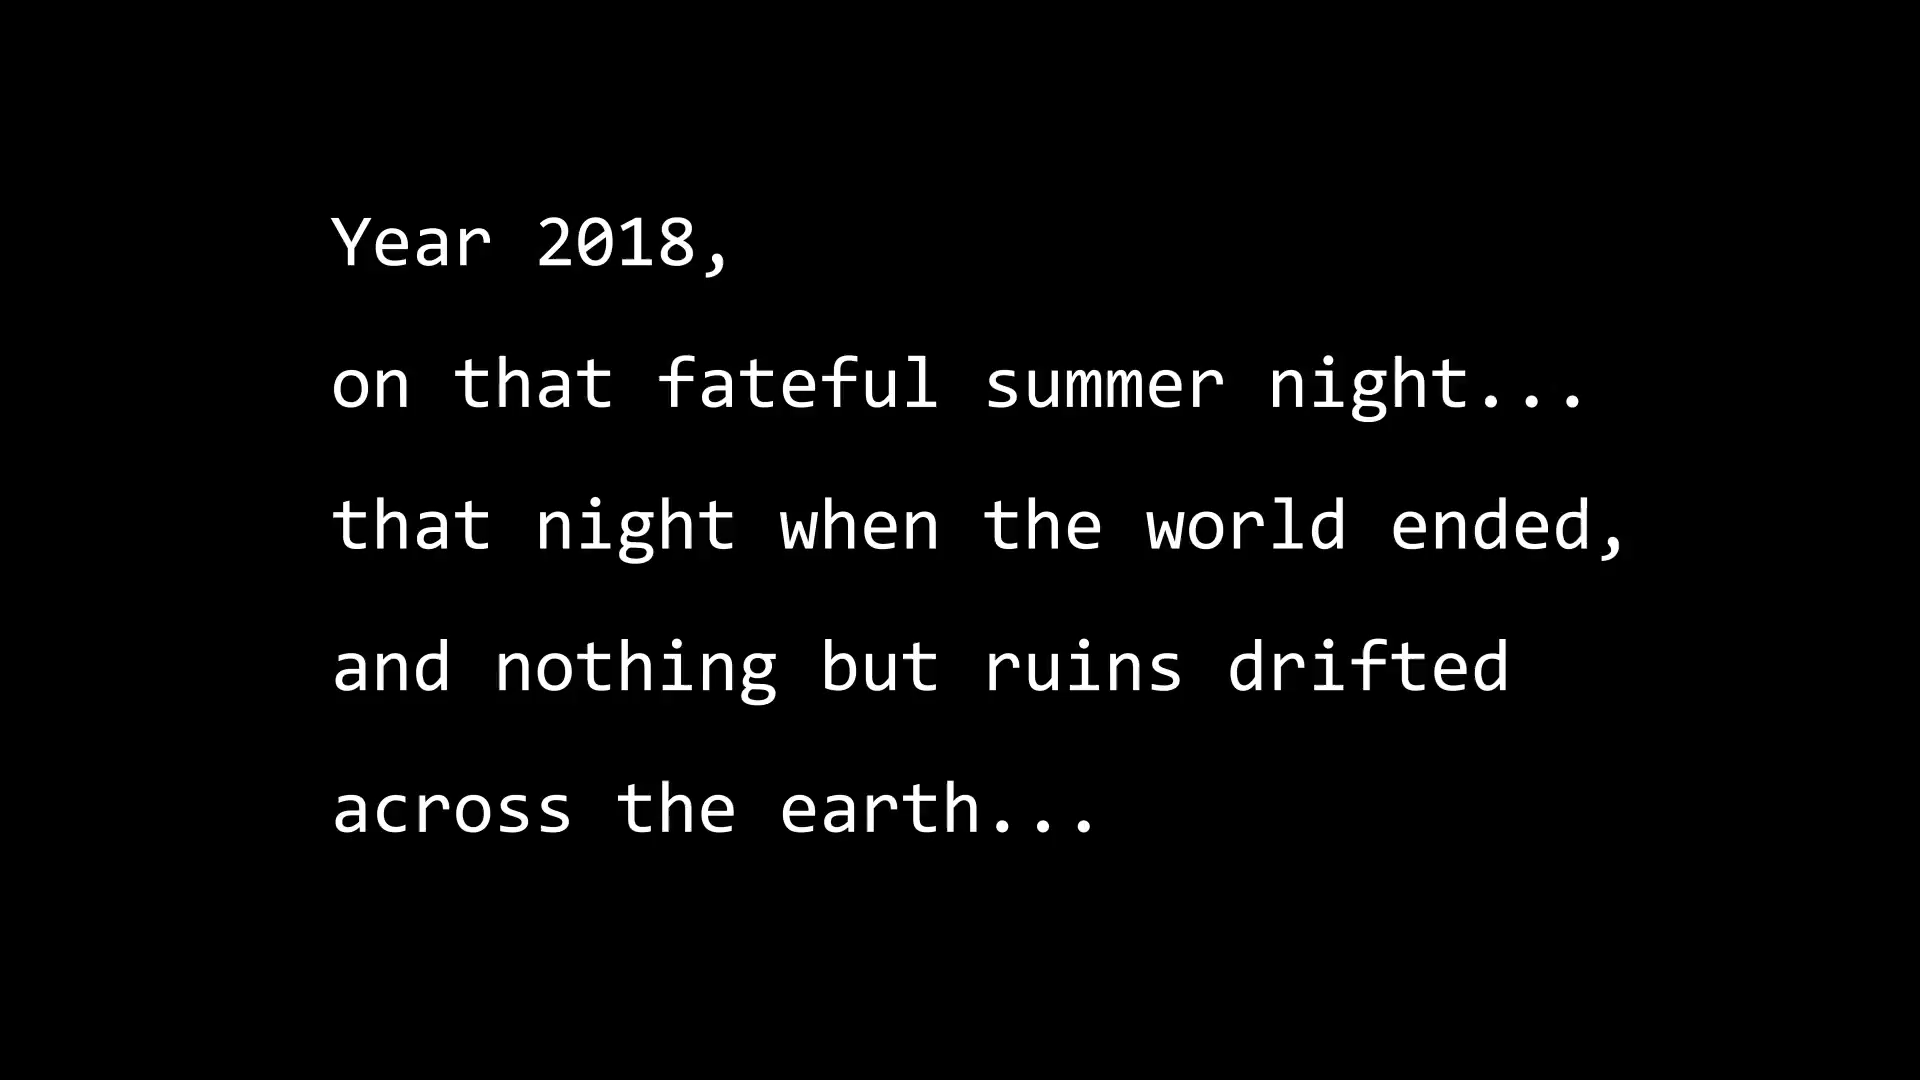 Year 2018,
on that fateful summer night...
that night when the world ended,
and nothing but ruins drifted
across the earth...